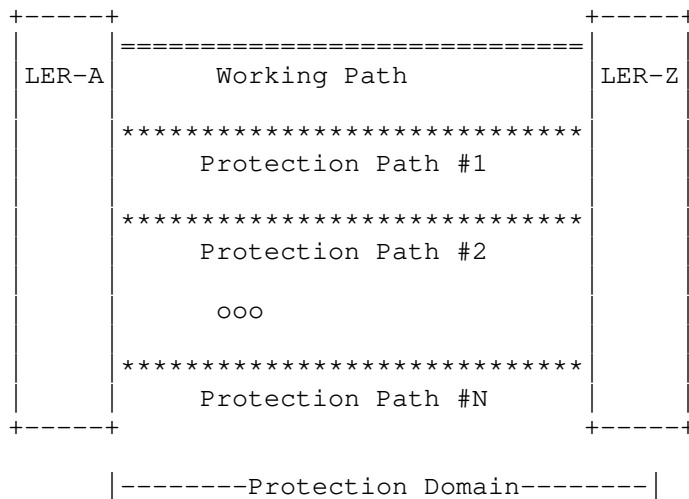 +-----+ +-----+
| |=============================| |
|LER-A| Working Path |LER-Z|
| | | |
| |*****************************| |
| | Protection Path #1 | |
| | | |
| |*****************************| |
| | Protection Path #2 | |
| | | |
| | ooo | |
| | | |
| |*****************************| |
| | Protection Path #N | |
+-----+ +-----+
|--------Protection Domain--------|